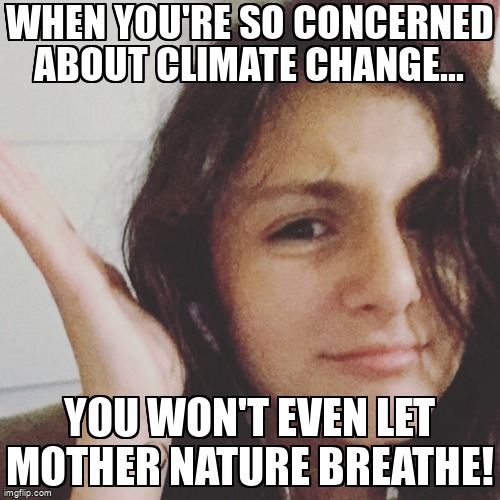 WHEN YOU'RE SO CONCERNED
ABOUT CLIMATE CHANGE...
YOU WON'T EVEN LET
MOTHER NATURE BREATHE!
imgflip.com